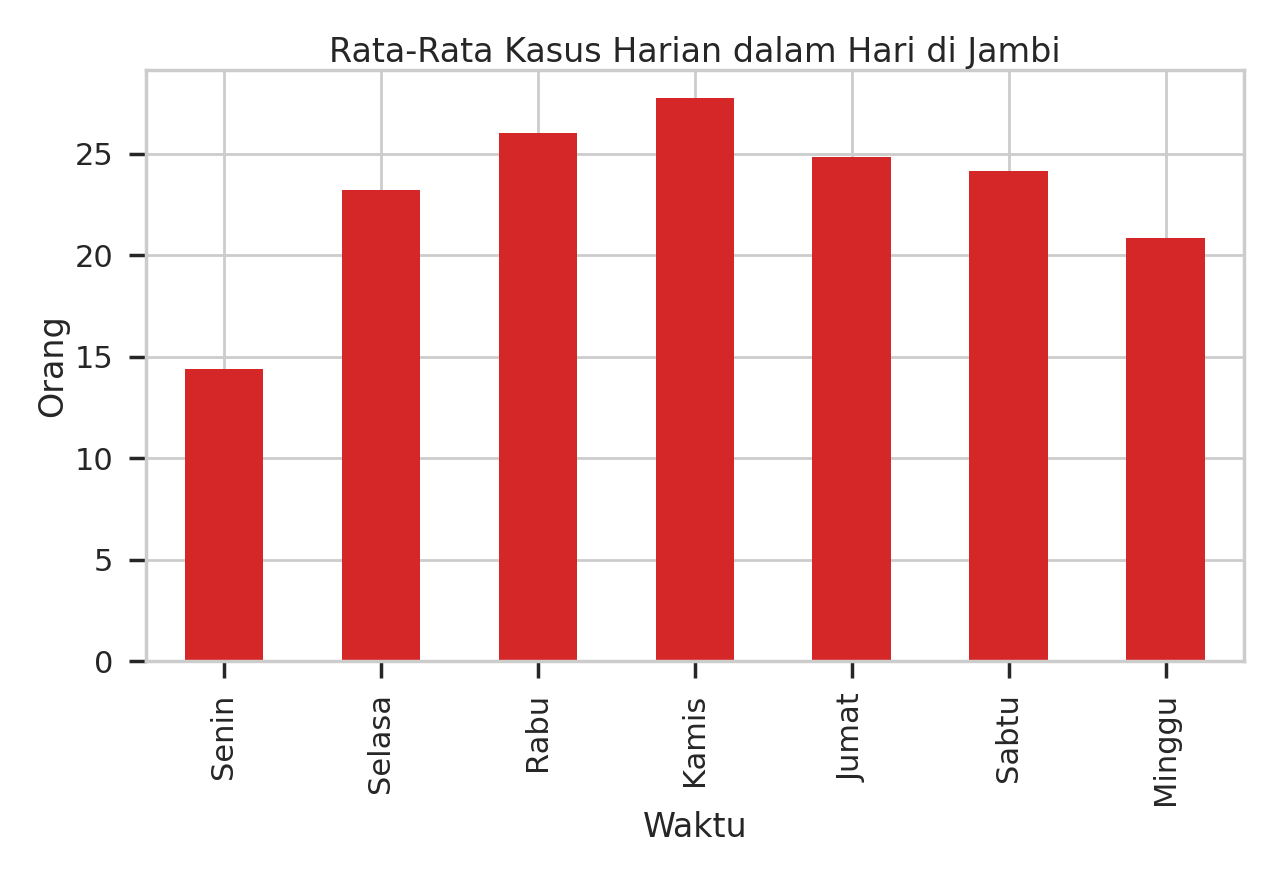 Rata-Rata Kasus Harian dalam Hari di Jambi
Orang
25
20
15
10
5
0
Senin
Selasa
Rabu
Kamis
Jumat
Sabtu
Minggu
Waktu